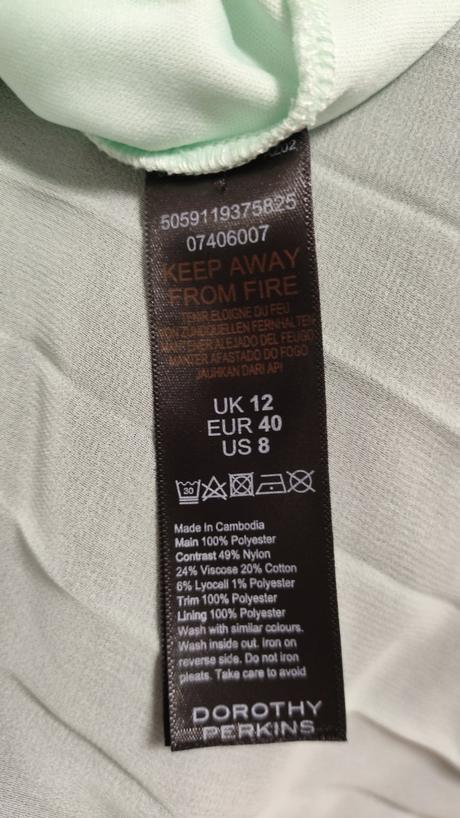 5059119375825
07406007
KEEP AWAY
FROM FIRE
TENIR ELOIGNE DU FEU
VON ZUNDQUELLEN FERNHALTEN
MANTENER ALEJADO DEL FEUGO
MANTER AFASTADO DO FOGO
JAUHKAN DARI API
UK 12
EUR 40
US 8
30
Made In Cambodia
Main 100% Polyester
Contrast 49% Nylon
24% Viscose 20% Cotton
6% Lyocell 1% Polyester
Trim 100% Polyester
Lining 100% Polyester
Wash with similar colours.
Wash inside out. Iron on
reverse side. Do not iron
pleats. Take care to avoid
DOROTHY
PERKINS